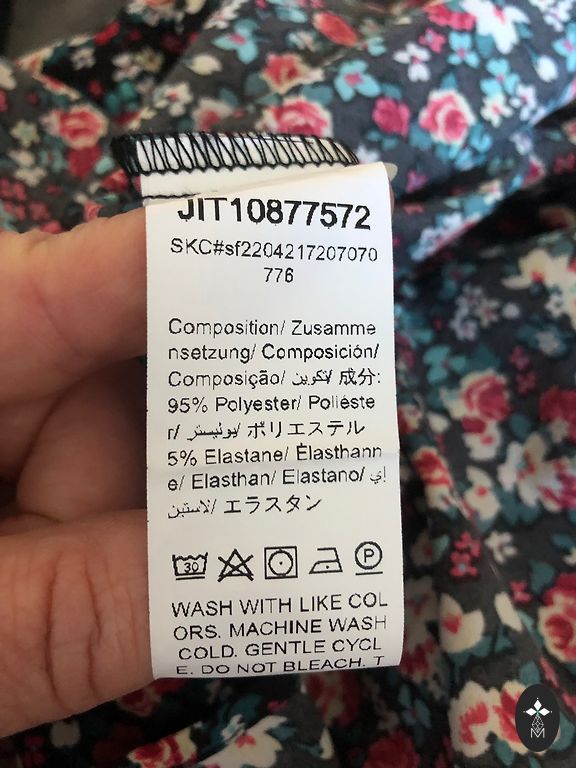 JIT10877572
SKC#sf2204217207070
776
Composition/ Zusamme
nsetzung/ Composición/
Composição/ تكوين/ 成分:
95% Polyester/ Poliéste
r/ بوليستر/ ポリエステル
5% Elastane/ Élasthann
e/ Elasthan/ Elastano/ إي
لاستين/ エラスタン
30 P
WASH WITH LIKE COL
ORS. MACHINE WASH
COLD. GENTLE CYCL
E. DO NOT BEACH. T
M